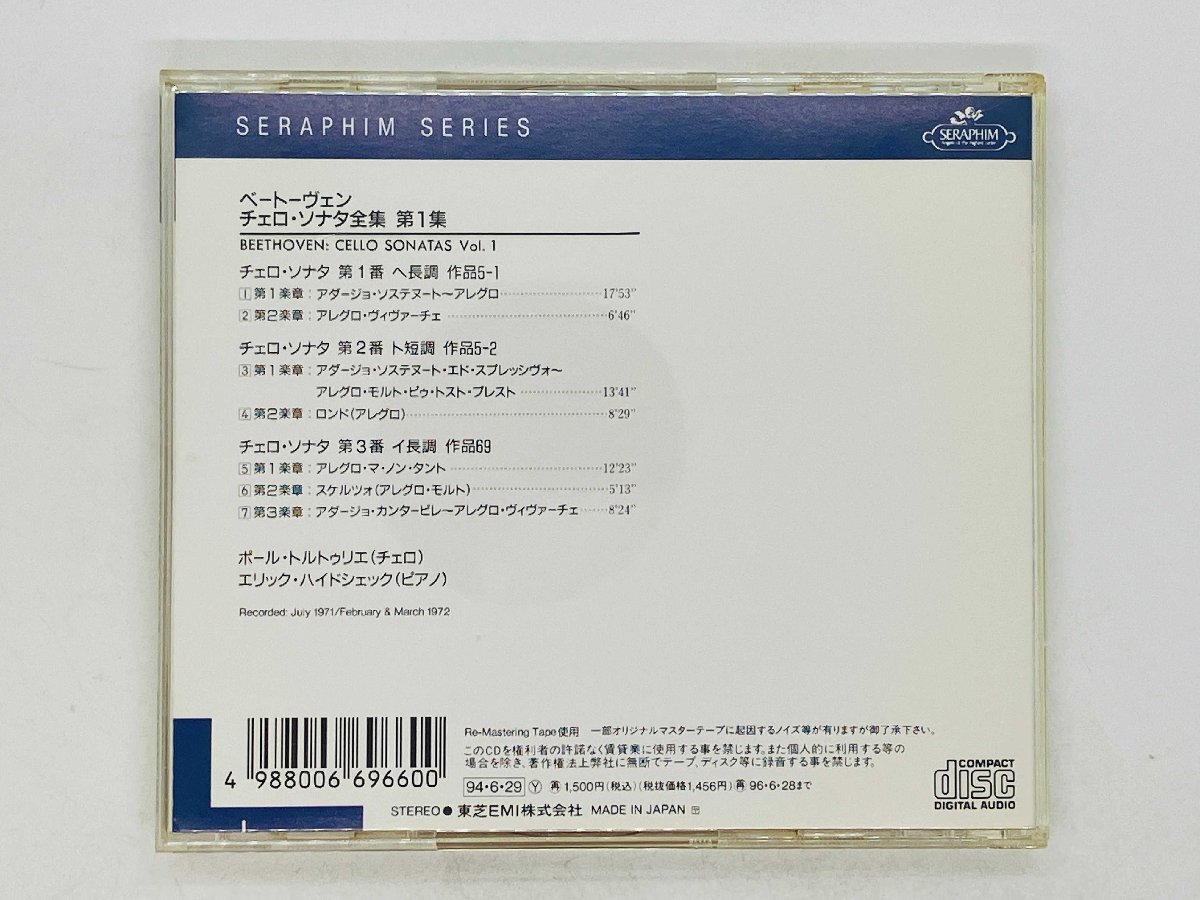 SERAPHIM SERIES
SERAPHIM
Angels of the highest order
ベートーヴェン
チェロ・ソナタ全集 第1集
BEETHOVEN: CELLO SONATAS Vol. 1
チェロ・ソナタ 第1番 ヘ長調 作品5-1
1 第1楽章：アダージョ・ソステヌート〜アレグロ……17'53"
2 第2楽章：アレグロ・ヴィヴァーチェ……6'46"
チェロ・ソナタ 第2番 ト短調 作品5-2
3 第1楽章：アダージョ・ソステヌート・エド・スプレッシヴォ〜
アレグロ・モルト・ピゥ・トスト・プレスト……13'41"
4 第2楽章：ロンド(アレグロ)……8'29"
チェロ・ソナタ 第3番 イ長調 作品69
5 第1楽章：アレグロ・マ・ノン・タント……12'23"
6 第2楽章：スケルツォ(アレグロ・モルト)……5'13"
7 第3楽章：アダージョ・カンタービレ〜アレグロ・ヴィヴァーチェ……8'24"
ポール・トルトゥリエ(チェロ)
エリック・ハイドシェック(ピアノ)
Recorded: July 1971/February & March 1972
4 988006 696600
Re-Mastering Tape使用 一部オリジナルマスターテープに起因するノイズ等が有りますが御了承下さい。
このCDを権利者の許諾なく賃貸業に使用する事を禁じます。また個人的に利用する等の
場合を除き、著作権法上弊社に無断でテープ、ディスク等に録音する事を禁じます。
94・6・29 Ⓨ 再 1,500円(税込)(税抜価格1,456円) 再 96・6・28まで
STEREO● 東芝EMI株式会社 MADE IN JAPAN
COMPACT
disc
DIGITAL AUDIO